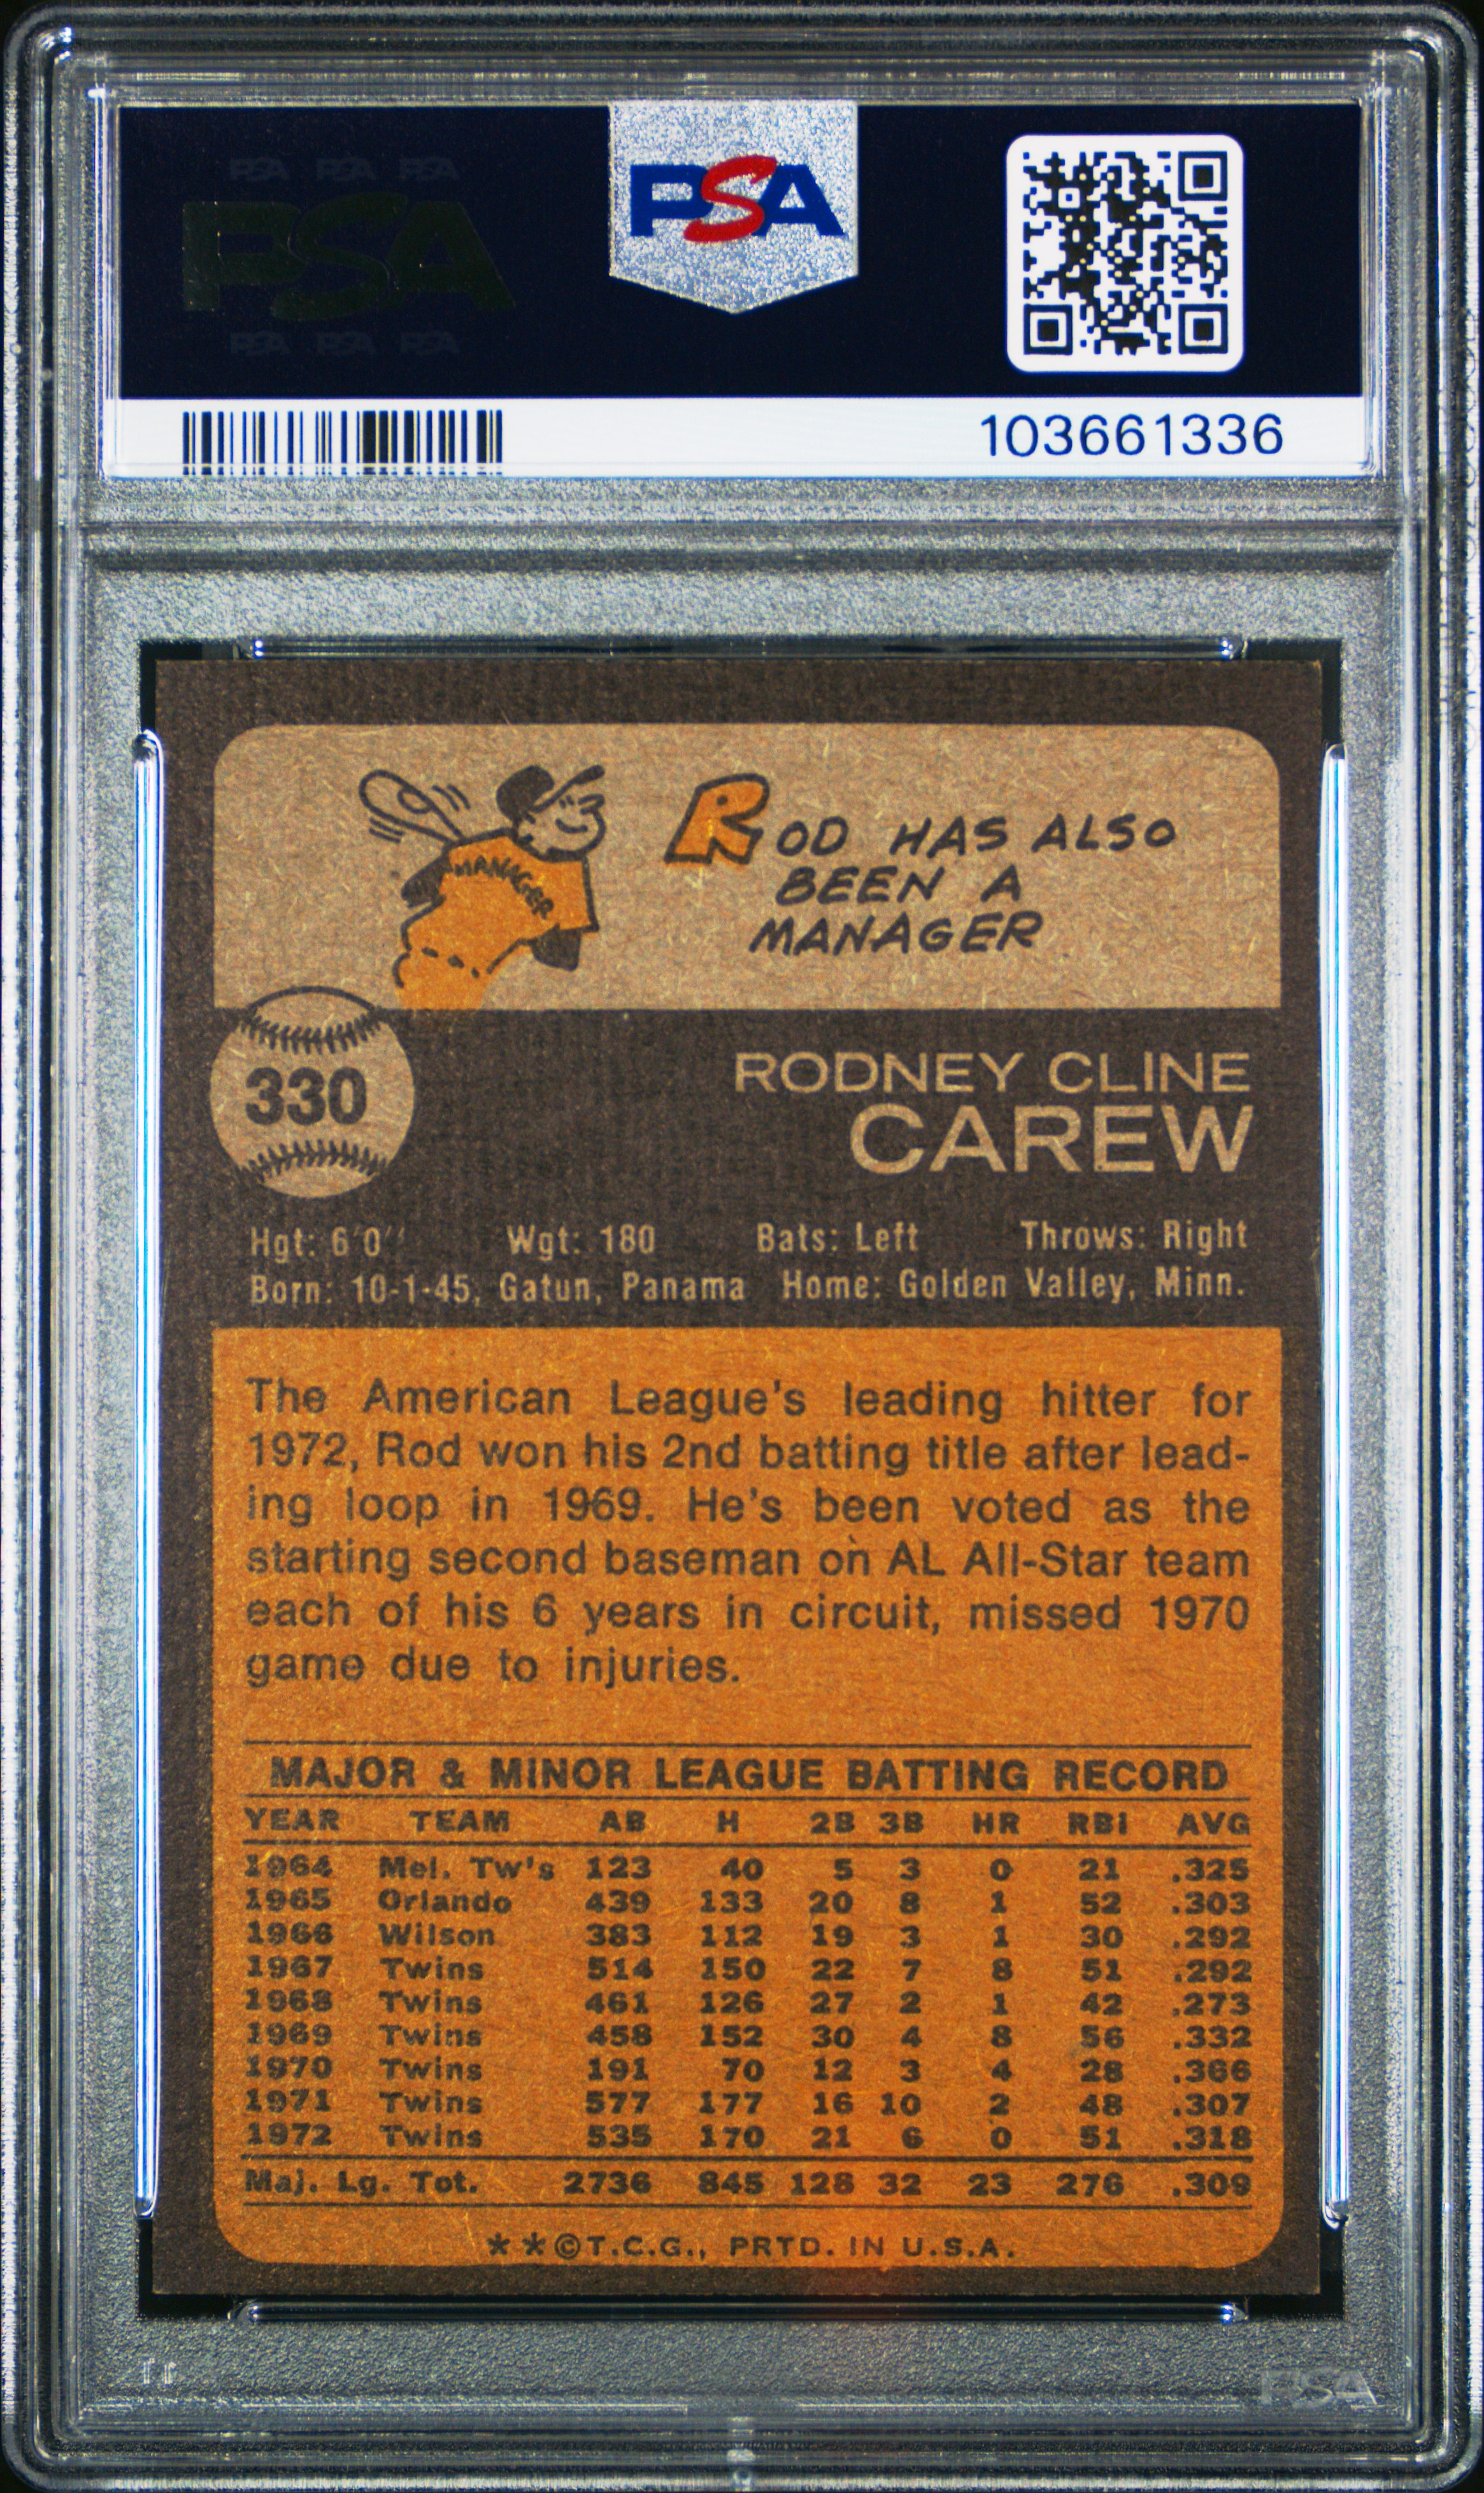 PSA PSA PSA
PSA
PSA PSA PSA
PSA
103661336
MANAGER
ROD HAS ALSO
BEEN A
MANAGER
330
RODNEY CLINE
CAREW
Hgt: 6'0" Wgt: 180 Bats: Left Throws: Right
Born: 10-1-45, Gatun, Panama Home: Golden Valley, Minn.
The American League's leading hitter for
1972, Rod won his 2nd batting title after lead-
ing loop in 1969. He's been voted as the
starting second baseman on AL All-Star team
each of his 6 years in circuit, missed 1970
game due to injuries.
MAJOR & MINOR LEAGUE BATTING RECORD
YEAR TEAM AB H 2B 3B HR RBI AVG
1964 Mel. Tw's 123 40 5 3 0 21 .325
1965 Orlando 439 133 20 8 1 52 .303
1966 Wilson 383 112 19 3 1 30 .292
1967 Twins 514 150 22 7 8 51 .292
1968 Twins 461 126 27 2 1 42 .273
1969 Twins 458 152 30 4 8 56 .332
1970 Twins 191 70 12 3 4 28 .366
1971 Twins 577 177 16 10 2 48 .307
1972 Twins 535 170 21 6 0 51 .318
Maj. Lg. Tot. 2736 845 128 32 23 276 .309
**©T.C.G., PRTD. IN U.S.A.
PSA